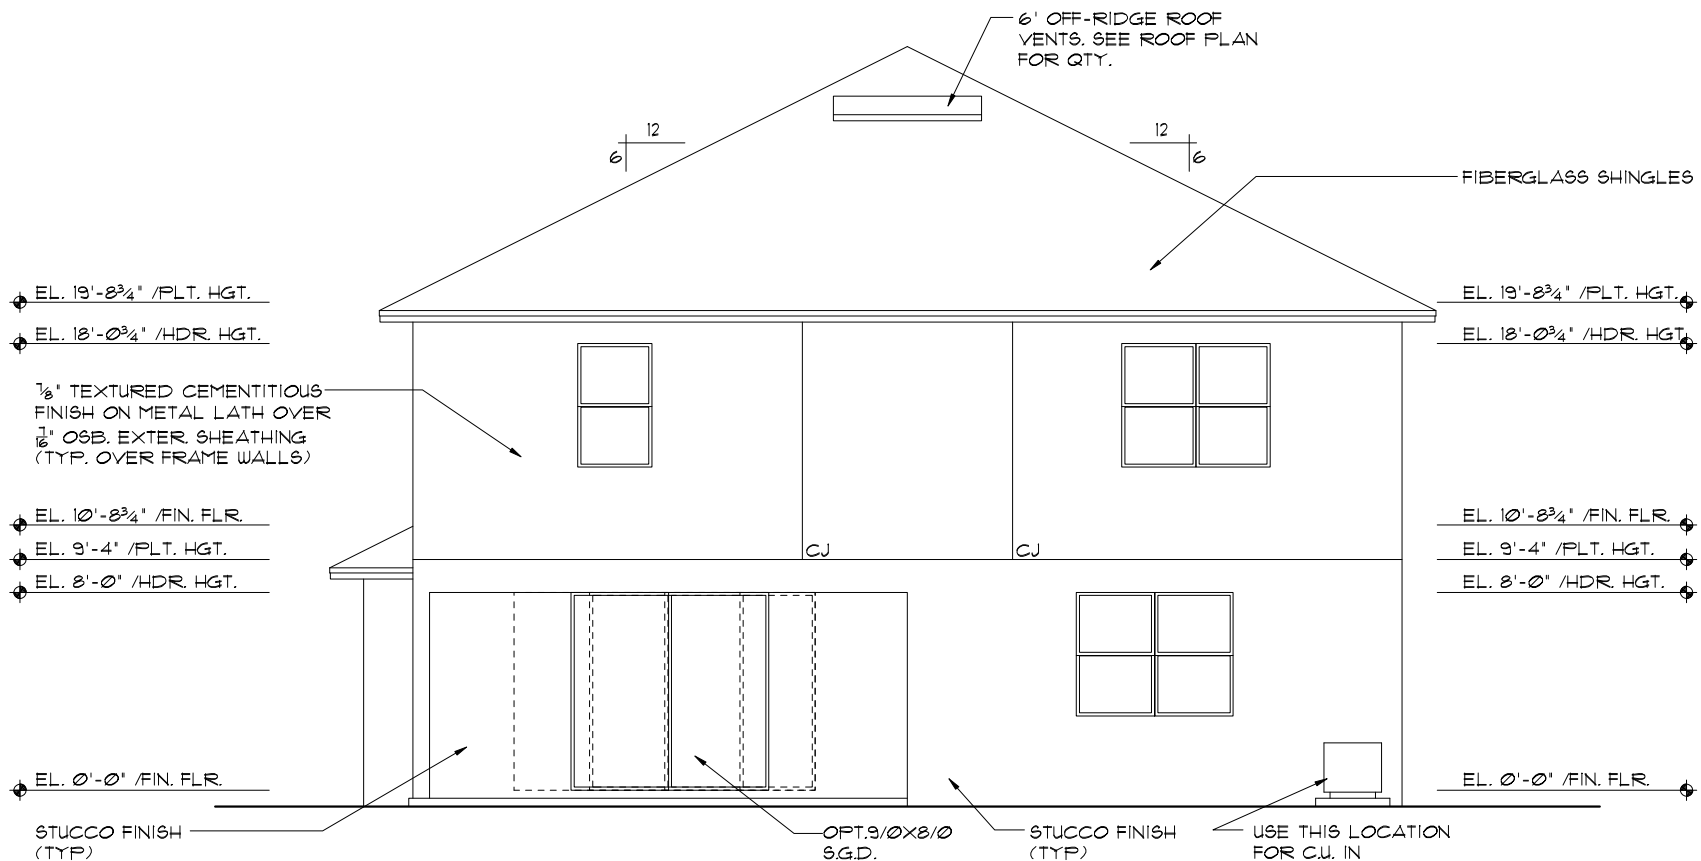 6' OFF-RIDGE ROOF
VENTS. SEE ROOF PLAN
FOR QTY.
12
6
12
6
FIBERGLASS SHINGLES
EL. 19'-8¾" /PLT. HGT.
EL. 19'-8¾" /PLT. HGT.
EL. 18'-0¾" /HDR. HGT.
EL. 18'-0¾" /HDR. HGT
⅞" TEXTURED CEMENTITIOUS
FINISH ON METAL LATH OVER
7/16" OSB. EXTER. SHEATHING
(TYP. OVER FRAME WALLS)
EL. 10'-8¾" /FIN. FLR.
EL. 10'-8¾" /FIN. FLR.
EL. 9'-4" /PLT. HGT.
CJ
CJ
EL. 9'-4" /PLT. HGT.
EL. 8'-0" /HDR. HGT.
EL. 8'-0" /HDR. HGT.
EL. 0'-0" /FIN. FLR.
EL. 0'-0" /FIN. FLR.
STUCCO FINISH
(TYP)
OPT.9/0X8/0
S.G.D.
STUCCO FINISH
(TYP)
USE THIS LOCATION
FOR C.U. IN